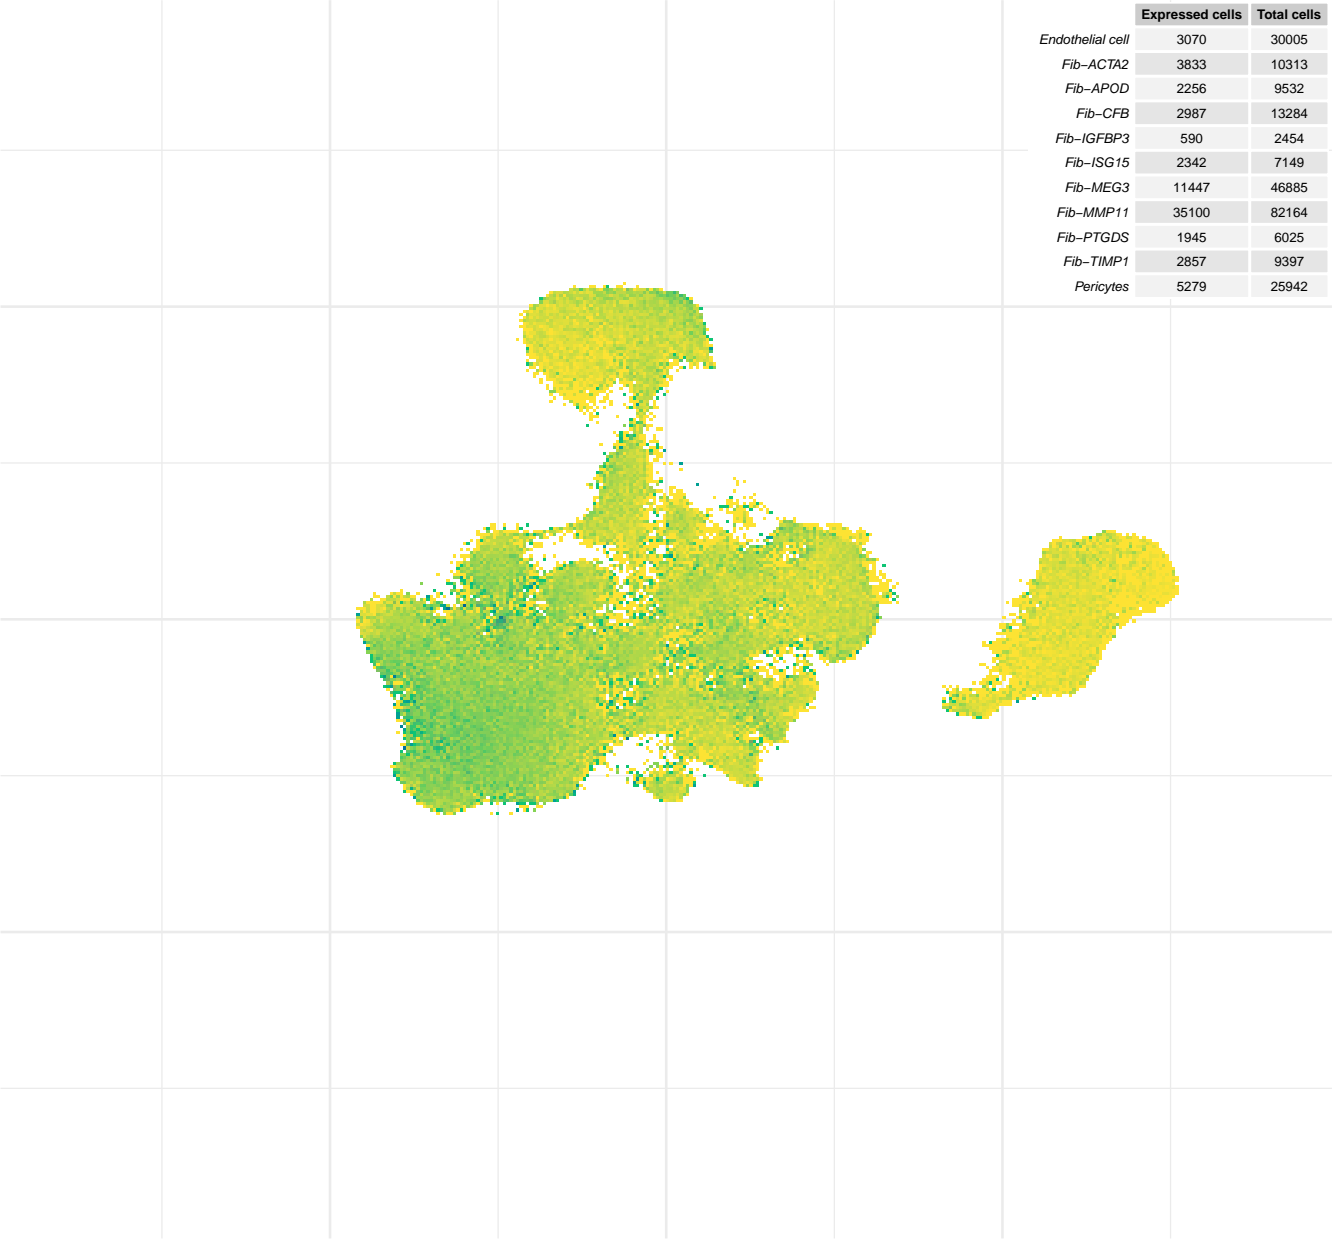 Expressed cells Total cells
Endothelial cell 3070 30005
Fib−ACTA2 3833 10313
Fib−APOD 2256 9532
Fib−CFB 2987 13284
Fib−IGFBP3 590 2454
Fib−ISG15 2342 7149
Fib−MEG3 11447 46885
Fib−MMP11 35100 82164
Fib−PTGDS 1945 6025
Fib−TIMP1 2857 9397
Pericytes 5279 25942